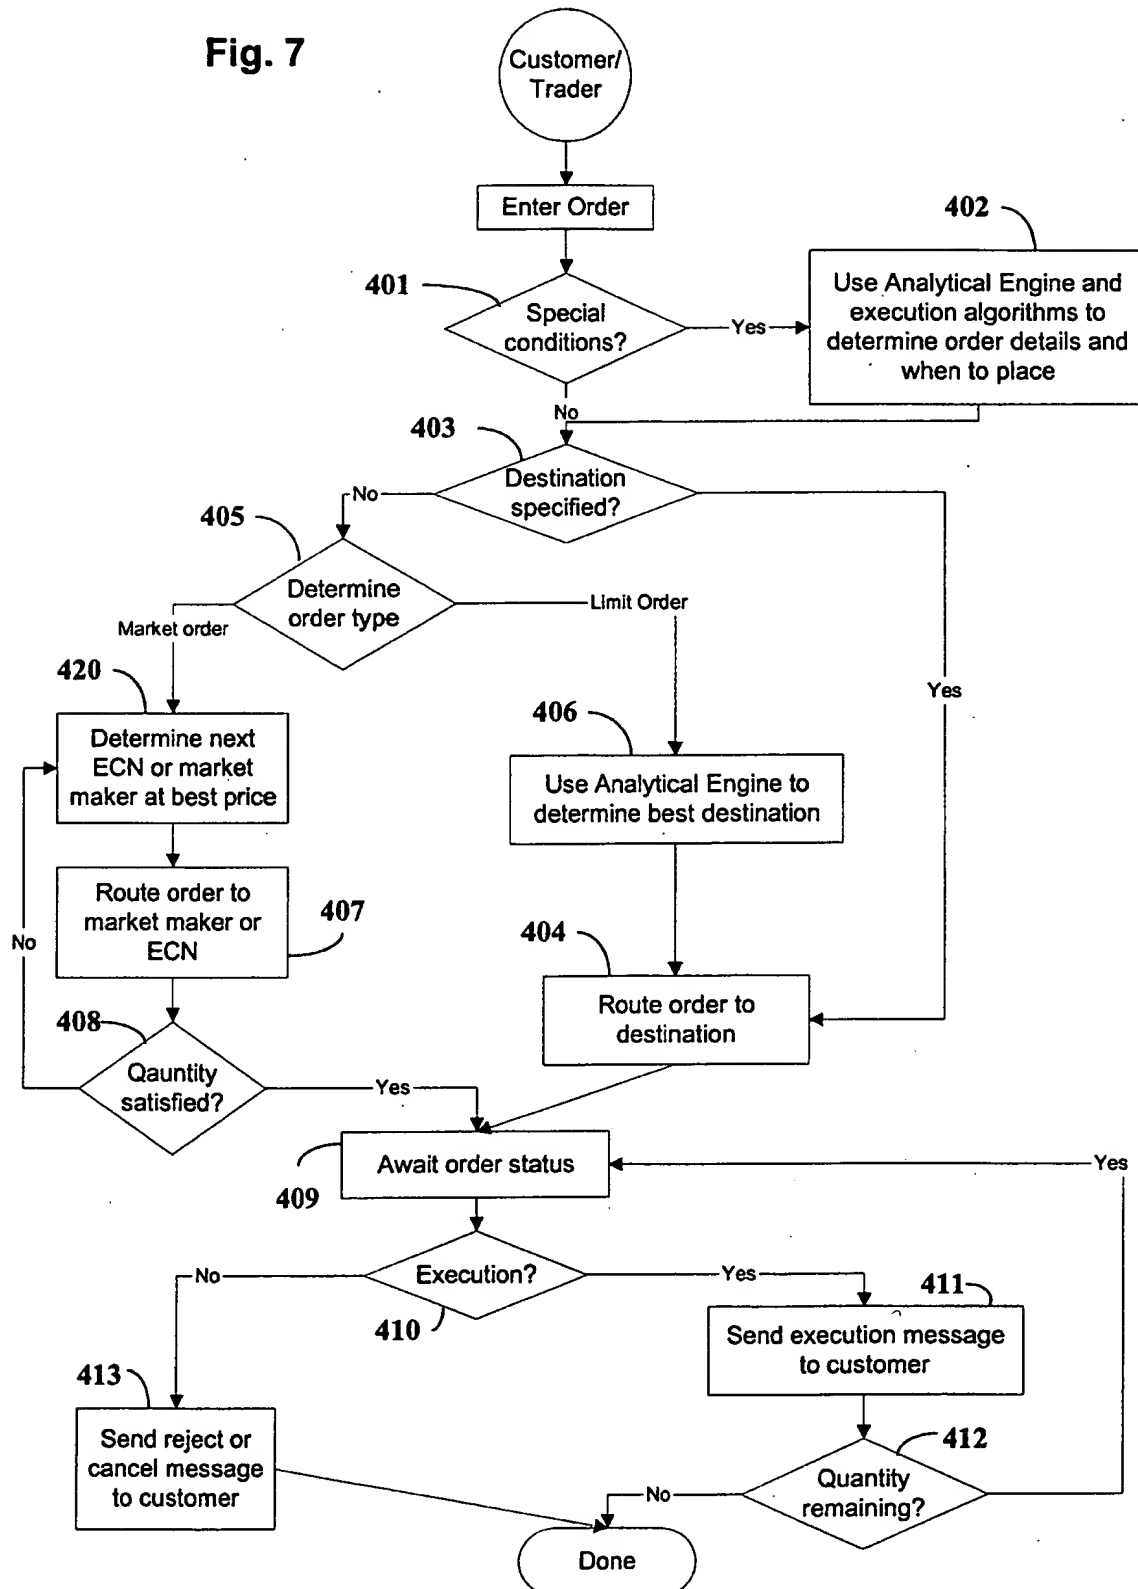 Fig. 7
Customer/
Trader
Enter Order
402
401
Special
conditions?
Yes
Use Analytical Engine and
execution algorithms to
determine order details and
when to place
No
403
Destination
specified?
No
405
Determine
order type
Limit Order
Market order
420
Yes
406
Determine next
ECN or market
maker at best price
Use Analytical Engine to
determine best destination
Route order to
market maker or
ECN
407
No
404
Route order to
destination
408
Qauntity
satisfied?
Yes
Await order status
Yes
409
Execution?
No
Yes
410
411
Send execution message
to customer
413
Send reject or
cancel message
to customer
412
Quantity
remaining?
No
Done